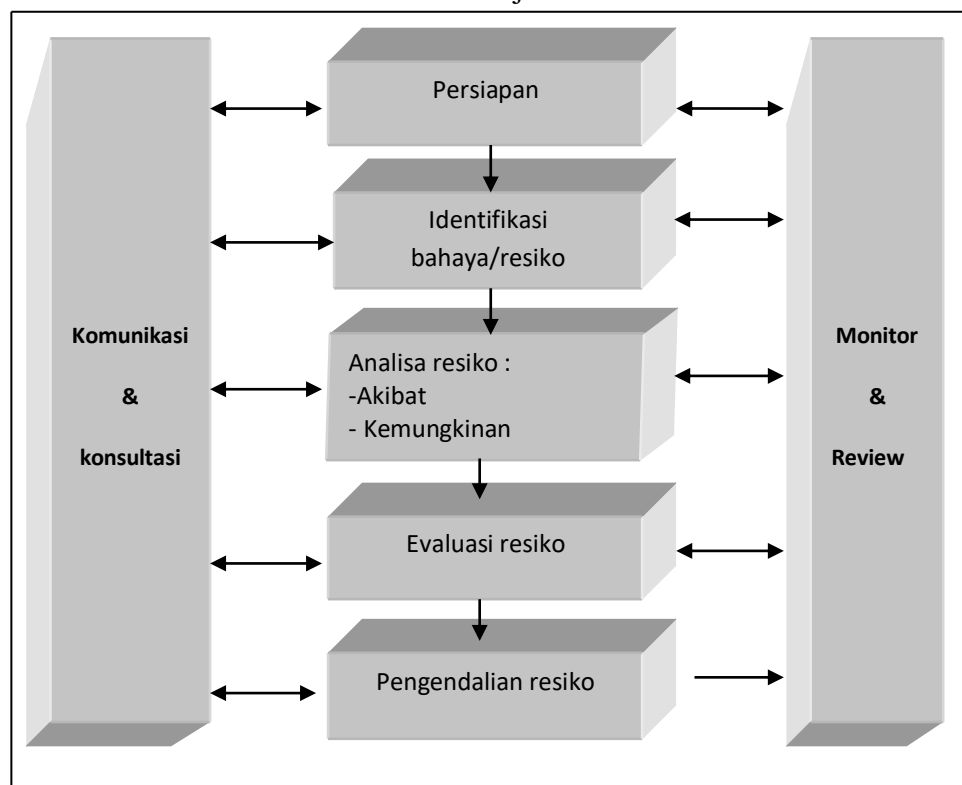 Persiapan
Identifikasi
bahaya/resiko
Komunikasi
&
konsultasi
Analisa resiko :
-Akibat
- Kemungkinan
Monitor
&
Review
Evaluasi resiko
Pengendalian resiko